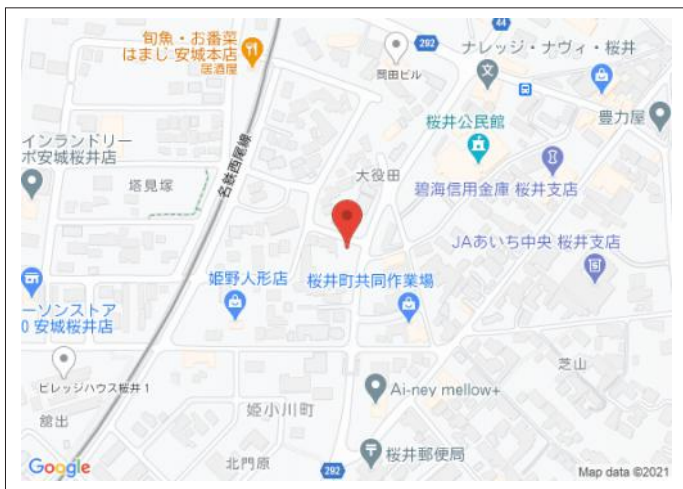 旬魚・お番菜
はまじ 安城本店
居酒屋
岡田ビル
292
44
ナレッジ・ナヴィ・桜井
文
豊力屋
桜井公民館
碧海信用金庫 桜井支店
インランドリー
ポ安城桜井店
塔見塚
名鉄西尾線
大役田
JAあいち中央 桜井支店
姫野人形店
桜井町共同作業場
ーソンストア
0 安城桜井店
ビレッジハウス桜井 1
舘出
芝山
Ai-ney mellow+
姫小川町
北門原
292
桜井郵便局
Google
Map data ©2021